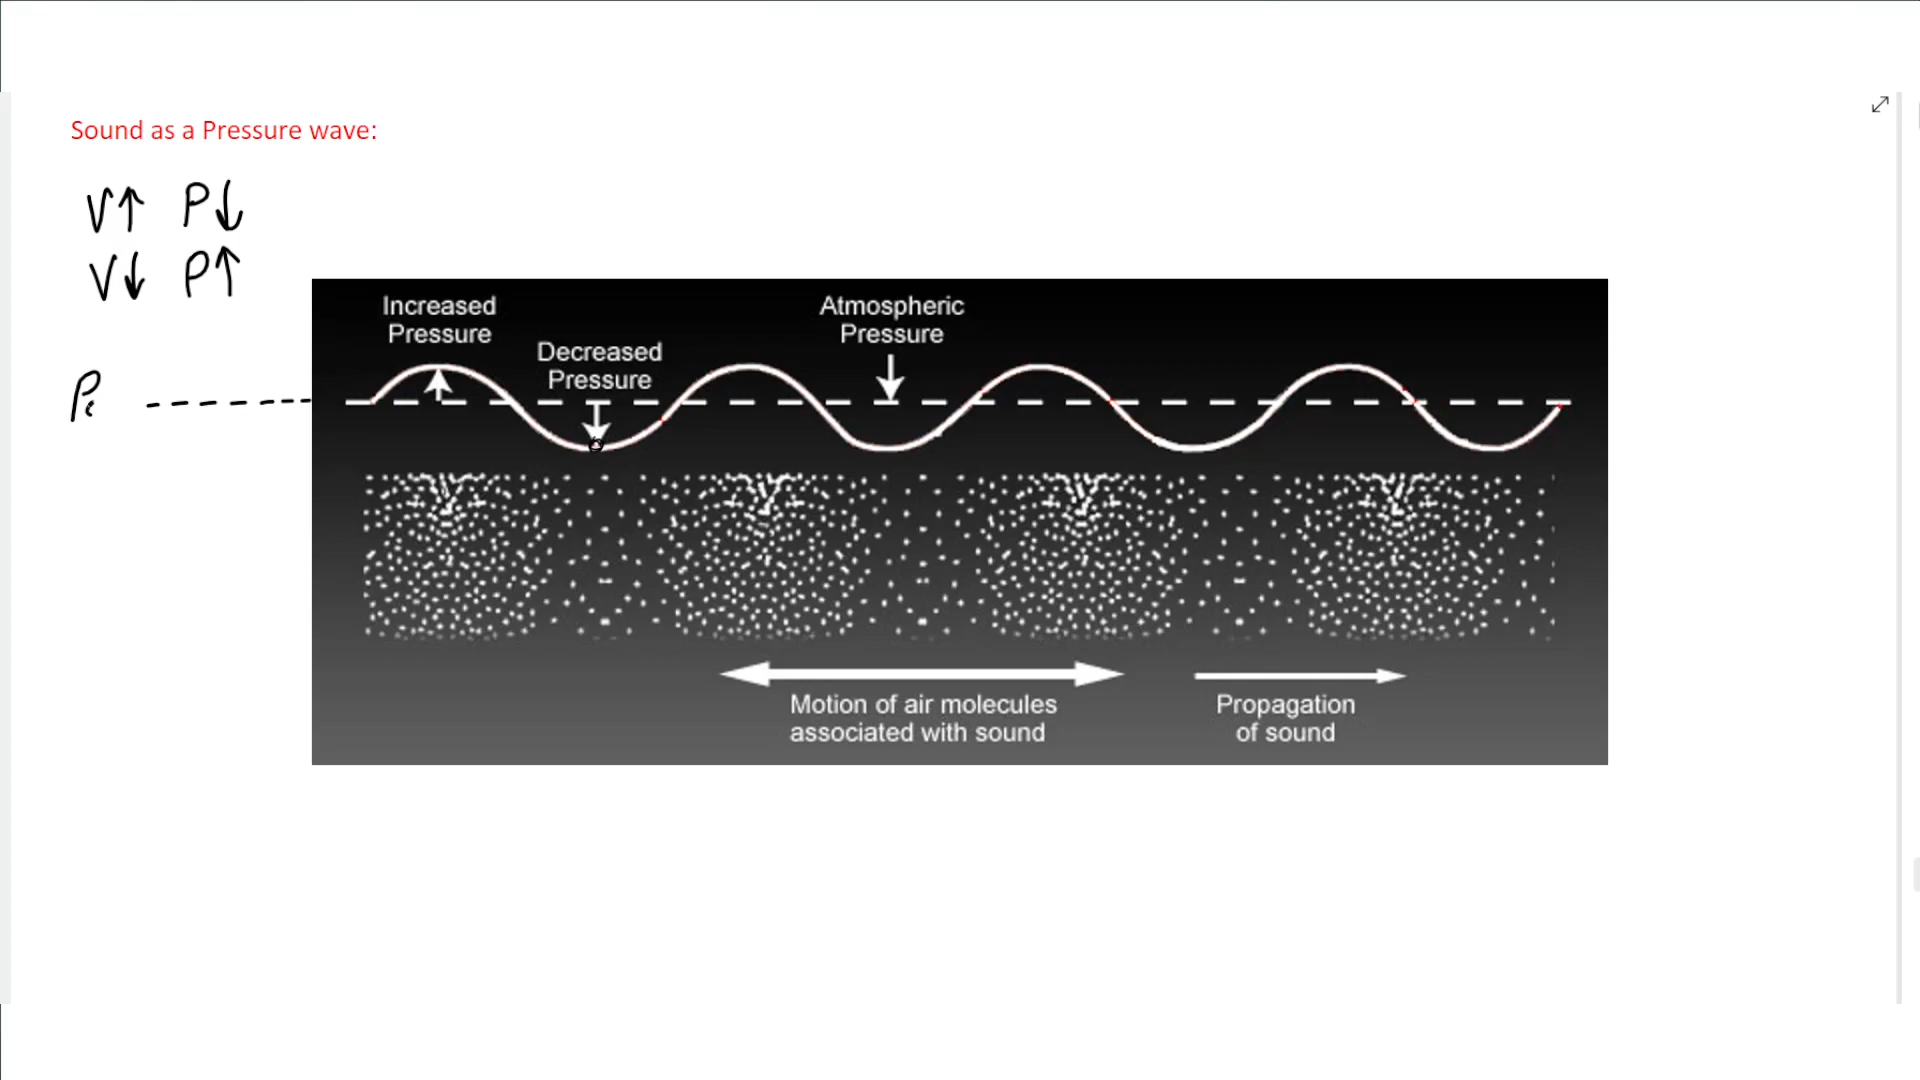 Sound as a Pressure wave:
V↑ P↓
V↓ P↑
Increased
Pressure
Decreased
Pressure
Atmospheric
Pressure
Motion of air molecules
associated with sound
Propagation
of sound